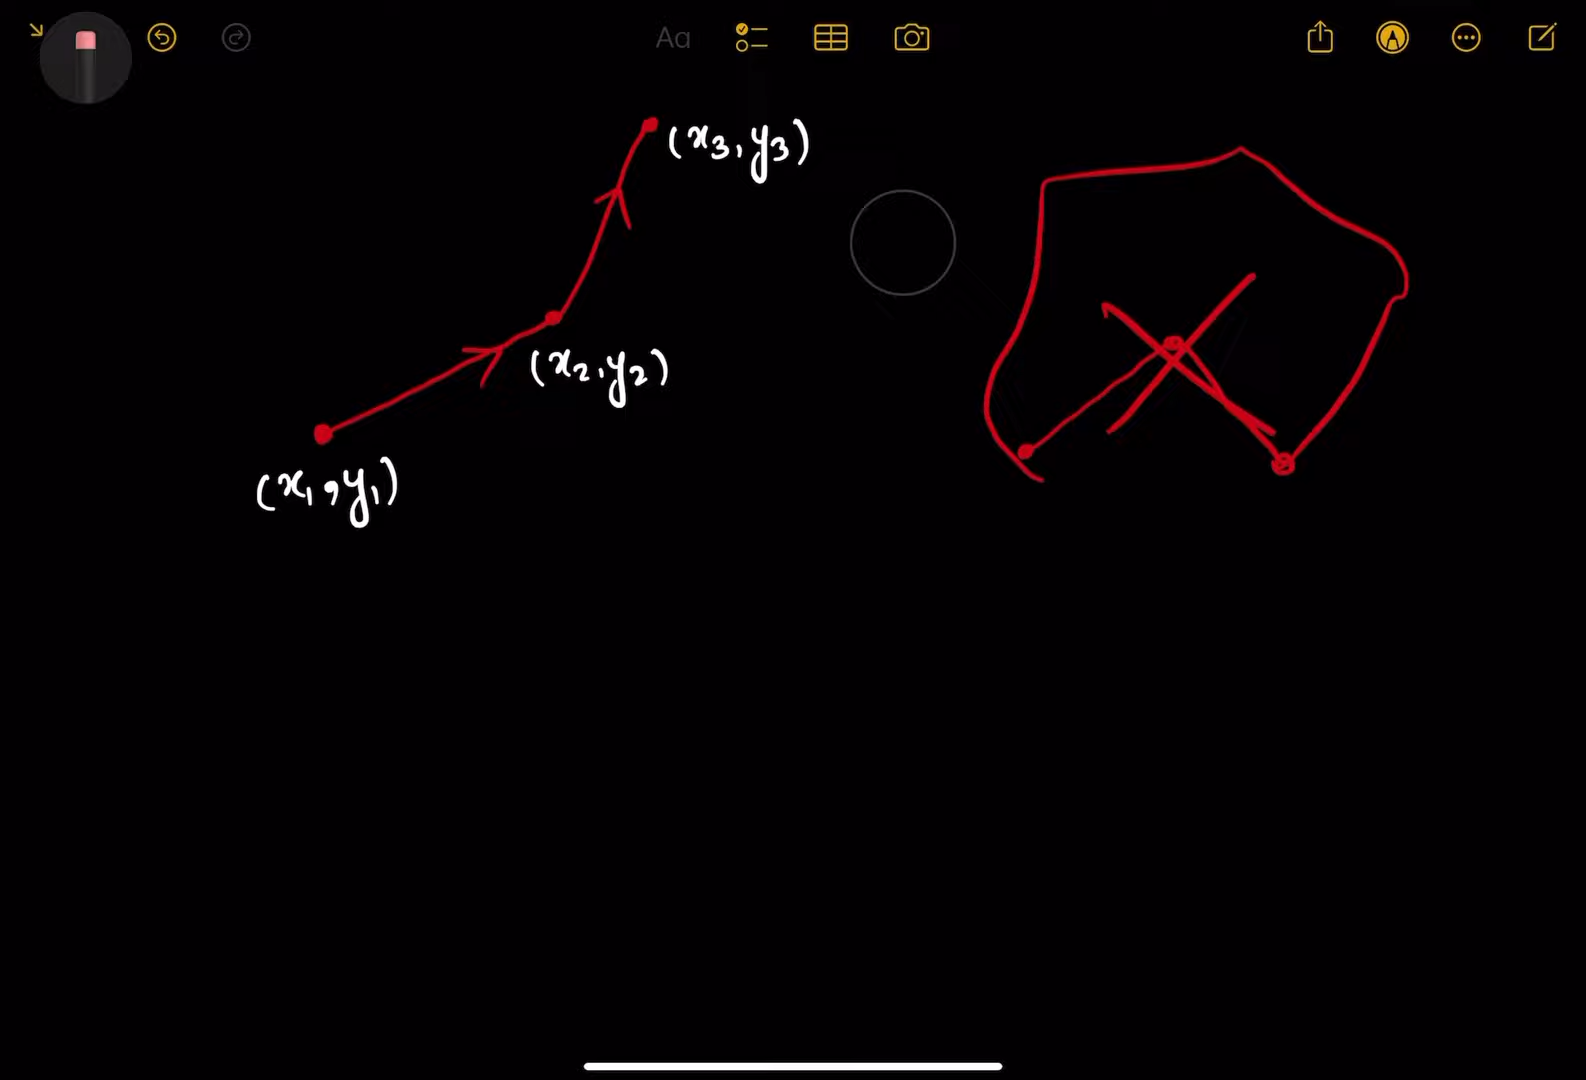 Aa
(x3, y3)
(x2, y2)
(x1, y1)